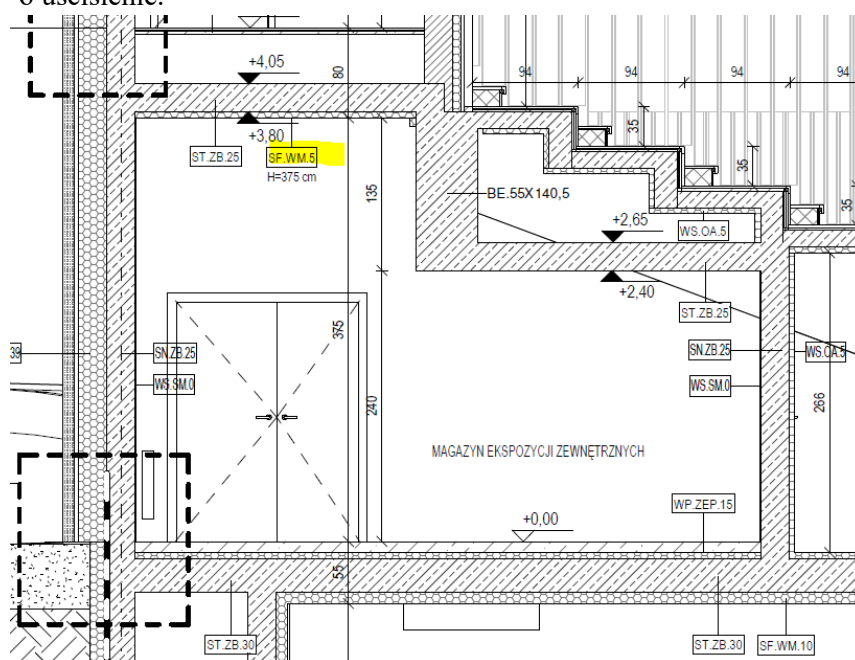 o uściślenie.
+4,05
80
94
94
94
94
+3,80
ST.ZB.25
SF.WM.5
H=375 cm
35
35
35
135
BE.55X140,5
+2,65
WS.OA.5
+2,40
ST.ZB.25
39
SN.ZB.25
375
SN.ZB.25
WS.OA.5
WS.SM.0
WS.SM.0
240
266
MAGAZYN EKSPOZYCJI ZEWNĘTRZNYCH
WP.ZEP.15
+0,00
55
ST.ZB.30
ST.ZB.30
SF.WM.10